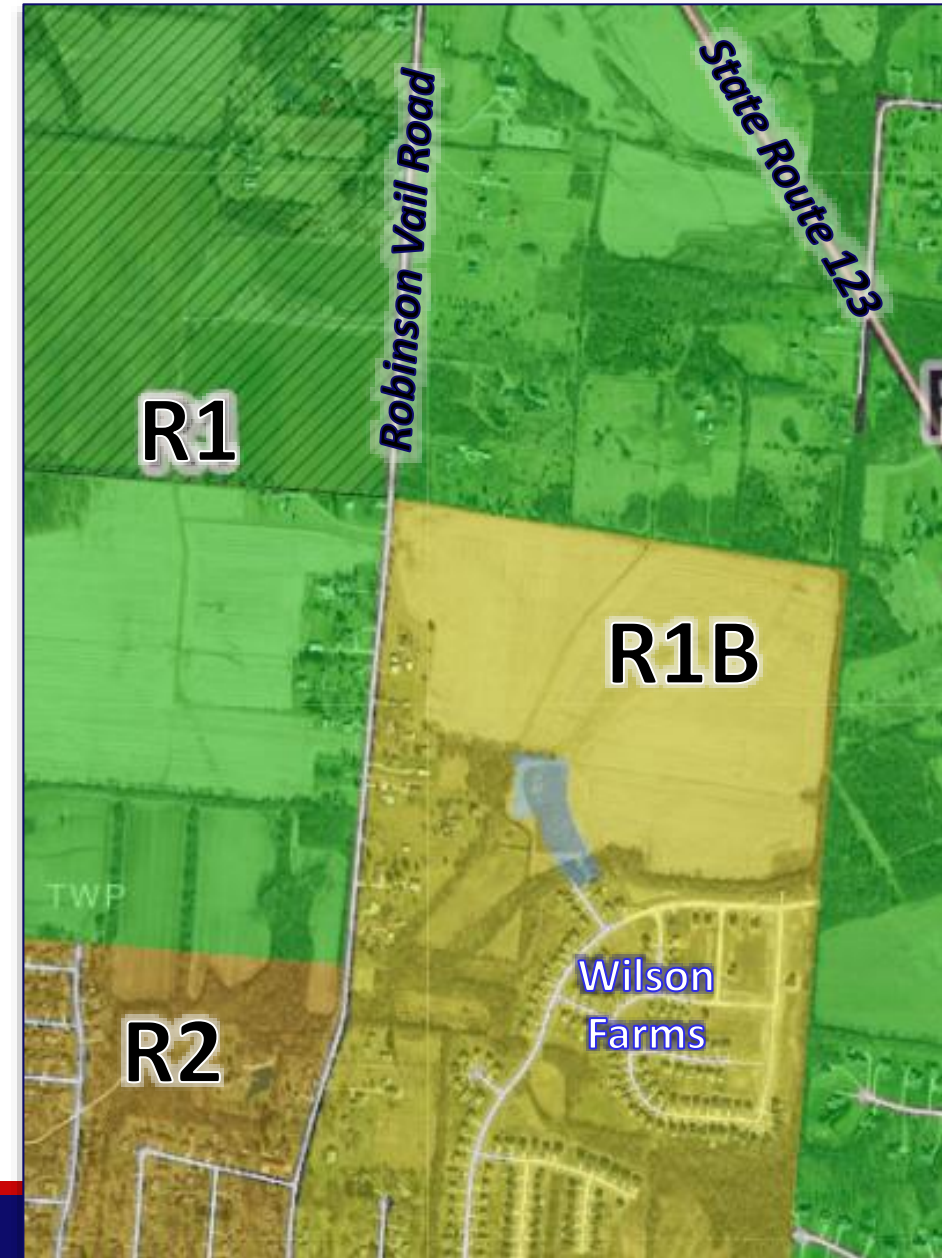 State Route 123
Robinson Vail Road
R1
R1B
TWP
Wilson
Farms
R2